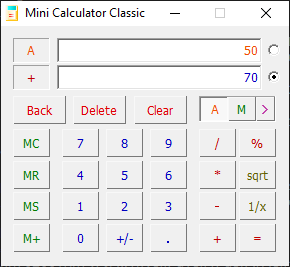 Mini Calculator Classic
A 50
+ 70
Back Delete Clear A M >
MC 7 8 9 / %
MR 4 5 6 * sqrt
MS 1 2 3 - 1/x
M+ 0 +/- . + =